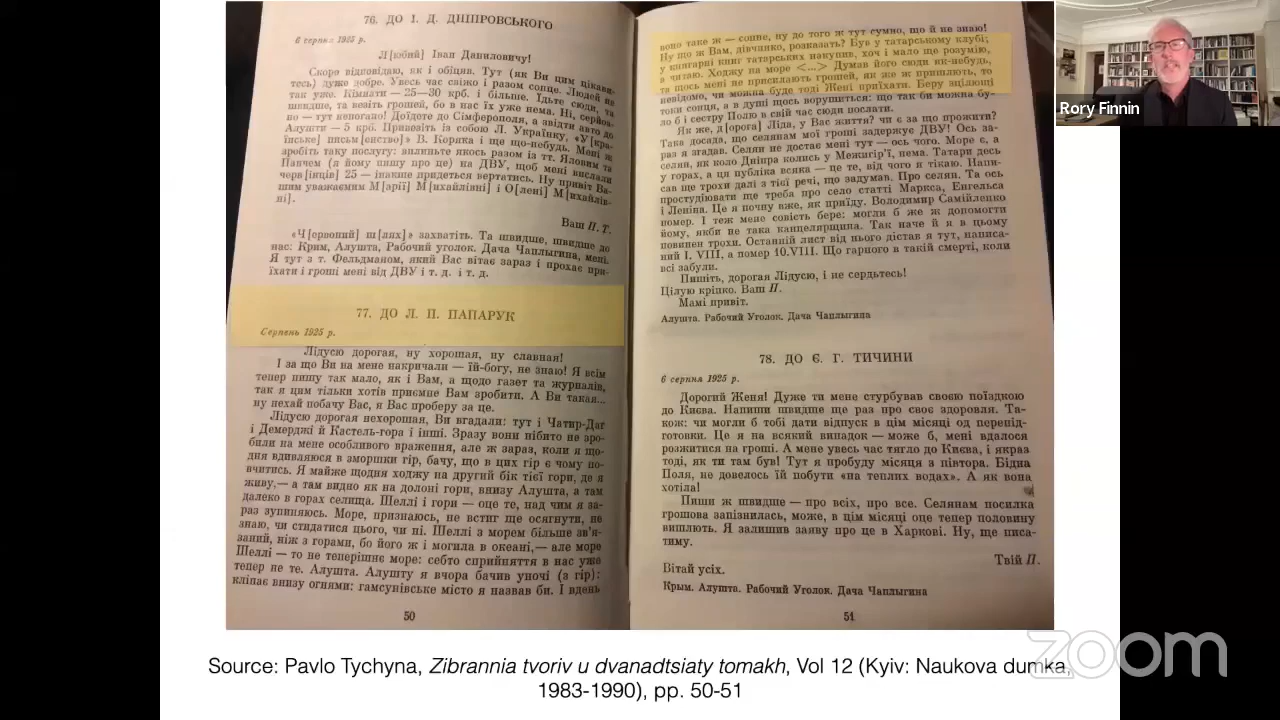 76. ДО І. Д. ДНІПРОВСЬКОГО
6 серпня 1925 р.
Л[юбий] Іван Данилович!
Скоро відповідаю, як і обіцяв. Тут (як Ви цим цікави-
тесь) дуже добре. Увесь час свіжо і разом сонце. Людей не
так уже. Кімнати — 25—30 крб. і більше. Їдьте сюди, та
швидше, та везіть грошей, бо в нас їх уже нема. Ні, серйоз-
но — тут непогано! Доїдете до Сімферополя, а звідти авто до
Алушти — 5 крб. Привезіть із собою Л. Українку, «У[кра-
їнське] письм[енство]» В. Коряка і ще що-небудь. Мені ж
зробіть таку послугу: вплиньте якось разом із тт. Яловим та
Панчем (я йому пишу про це) на ДВУ, щоб мені вислали
черв[інців] 25 — інакше придеться вертатись. Ну привіт Ва-
шим уважаємим М[арії] М[ихайлівні] і О[лені] М[ихайлів-
ні].
Ваш П. Т.
«Ч[ервоний] ш[лях]» захватіть. Та швидше, швидше до
нас: Крим, Алушта, Рабочий уголок. Дача Чаплыгина, мені.
Я тут з т. Фельдманом, який Вас вітає зараз і прохає при-
їхати і гроші мені від ДВУ і т. д. і т. д.
77. ДО Л. П. ПАПАРУК
Серпень 1925 р.
Лідусю дорогая, ну хорошая, ну славная!
І за що Ви на мене накричали — їй-богу, не знаю! Я всім
тепер пишу так мало, як і Вам, а щодо газет та журналів,
так я цим тільки хотів приємне Вам зробити. А Ви такая...
ну нехай побачу Вас, я Вас проберу за це.
Лідусю дорогая нехорошая, Ви вгадали: тут і Чатир-Даг
і Демерджі й Кастель-гора і інші. Зразу вони нібито не зро-
били на мене особливого враження, але ж зараз, коли я що-
дня вдивляюся в зморшки гір, бачу, що в цих гір є чому по-
вчитись. Я майже щодня ходжу на другий бік тієї гори, де я
живу,— а там видно як на долоні гори, внизу Алушта, а там
далеко в горах селища. Шеллі і гори — оце те, над чим я за-
раз зупиняюсь. Море, признаюсь, не встиг ще осягнути, не
знаю, чи стидатися цього, чи ні. Шеллі з морем більше зв'я-
заний, ніж з горами, бо його ж і могила в океані,— але море
Шеллі — то не теперішнє море: себто сприйняття в нас уже
тепер не те. Алушта. Алушту я вчора бачив уночі (з гір):
кліпає внизу огнями: гамсунівське місто я назвав би. І вдень
50
воно таке ж — сонне, ну до того ж тут сумно, що й не знаю!
Ну що ж Вам, дівчинко, розказать? Був у татарському клубі;
у книгарні книг татарських накупив, хоч і мало ще розумію,
а читаю. Ходжу на море <...> Думав його сюди як-небудь,
та щось мені не присилають грошей, як же ж пришлють, то
невідомо, чи можна буде тоді Жені приїхати. Беру зцілющі
токи сонця, а в душі щось ворушиться: що так би можна бу-
ло б і сестру Полю в свій час сюди послати.
Як же, д[орога] Ліда, у Вас життя? чи є за що прожити?
Така досада, що селянам мої гроші задержує ДВУ! Ось за-
раз я згадав. Селян не достає мені тут — ось чого. Море є, а
селян, як коло Дніпра колись у Межигір'ї, нема. Татари десь
у горах, а ця публіка всяка — це те, від чого я тікаю. Напи-
сав ще трохи далі з тієї речі, що задумав. Про селян. Та ось
простудіювати ще треба про село статті Маркса, Енгельса
і Леніна. Це я почну вже, як приїду. Володимир Самійленко
помер. І теж мене совість бере: могли б же ж допомогти
йому, якби не така канцелярщина. Так наче й я в цьому
повинен трохи. Останній лист від нього дістав я тут, написа-
ний І. VIII, а помер 10.VIII. Що гарного в такій смерті, коли
всі забули.
Пишіть, дорогая Лідусю, і не сердьтесь!
Цілую кріпко. Ваш П.
Мамі привіт.
Алушта. Рабочий Уголок. Дача Чаплыгина
78. ДО Є. Г. ТИЧИНИ
6 серпня 1925 р.
Дорогий Женя! Дуже ти мене стурбував своєю поїздкою
до Києва. Напиши швидше ще раз про своє здоров'я. Та-
кож: чи могли б тобі дати відпуск в цім місяці од перепід-
готовки. Це я на всякий випадок — може б, мені вдалося
розжитися на гроші. А мене увесь час тягло до Києва, і якраз
тоді, як ти там був! Тут я пробуду місяця з півтора. Бідна
Поля, не довелось їй побути «на теплих водах». А як вона
хотіла!
Пиши ж швидше — про всіх, про все. Селянам посилка
грошова запізнилась, може, в цім місяці оце тепер половину
вишлють. Я залишив заяву про це в Харкові. Ну, ще писа-
тиму.
Твій П.
Вітай усіх.
Крим. Алушта. Рабочий Уголок. Дача Чаплыгина
51
Rory Finnin
zoom
Source: Pavlo Tychyna, Zibrannia tvoriv u dvanadtsiaty tomakh, Vol 12 (Kyiv: Naukova dumka,
1983-1990), pp. 50-51